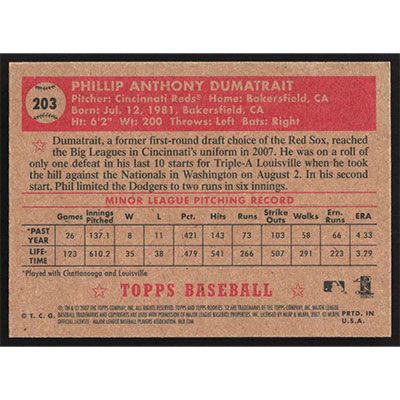 203
PHILLIP ANTHONY DUMATRAIT
Pitcher: Cincinnati Reds® Home: Bakersfield, CA
Born: Jul. 12, 1981, Bakersfield, CA
Ht: 6'2" Wt: 200 Throws: Left Bats: Right
Dumatrait, a former first-round draft choice of the Red Sox, reached
the Big Leagues in Cincinnati's uniform in 2007. He was on a roll of
only one defeat in his last 10 starts for Triple-A Louisville when he took
the hill against the Nationals in Washington on August 2. In his second
start, Phil limited the Dodgers to two runs in six innings.
MINOR LEAGUE PITCHING RECORD
Games Innings Pitched W L Pct. Hits Runs Strike Outs Walks Ern. Runs ERA
*PAST YEAR 26 137.1 8 11 .421 143 73 93 58 66 4.33
LIFE-TIME 123 610.2 35 38 .479 541 266 507 291 223 3.29
*Played with Chattanooga and Louisville
TOPPS BASEBALL
© T.C.G.
PRTD. IN
U.S.A.